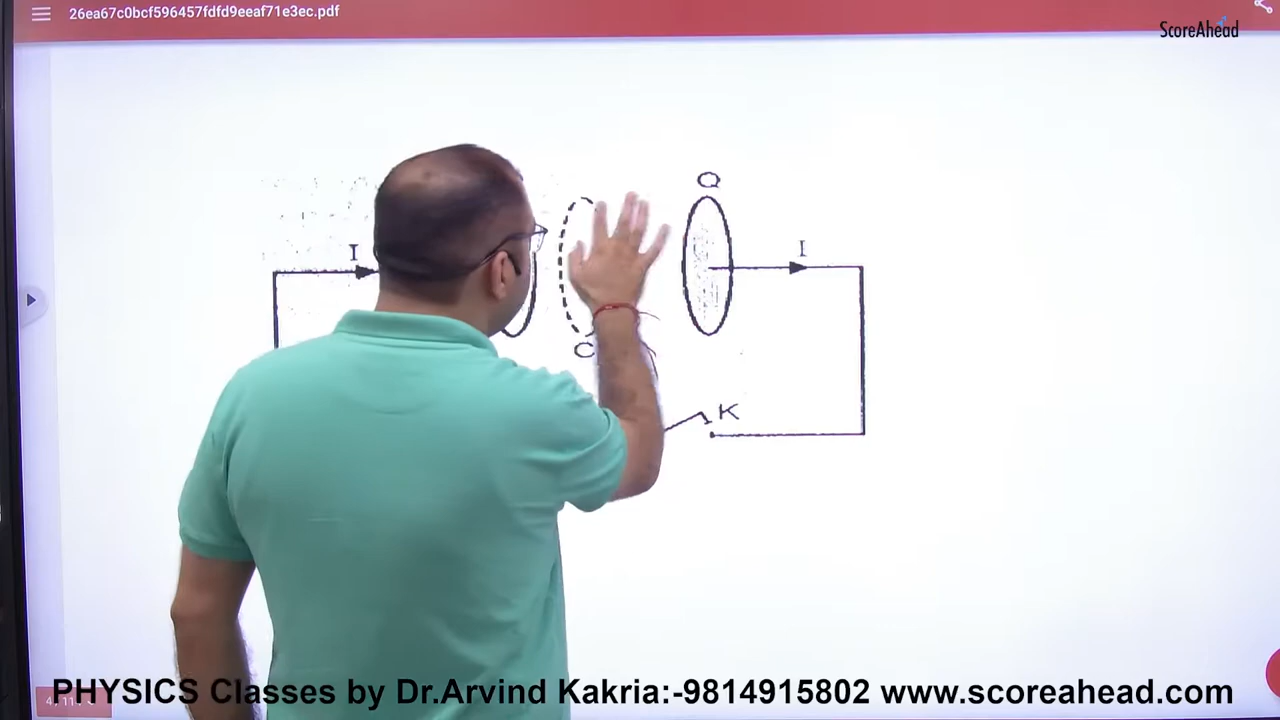 26ea67c0bcf596457fdfd9eeaf71e3ec.pdf
ScoreAhead
Q
I
I
C
K
PHYSICS Classes by Dr.Arvind Kakria:-9814915802 www.scoreahead.com